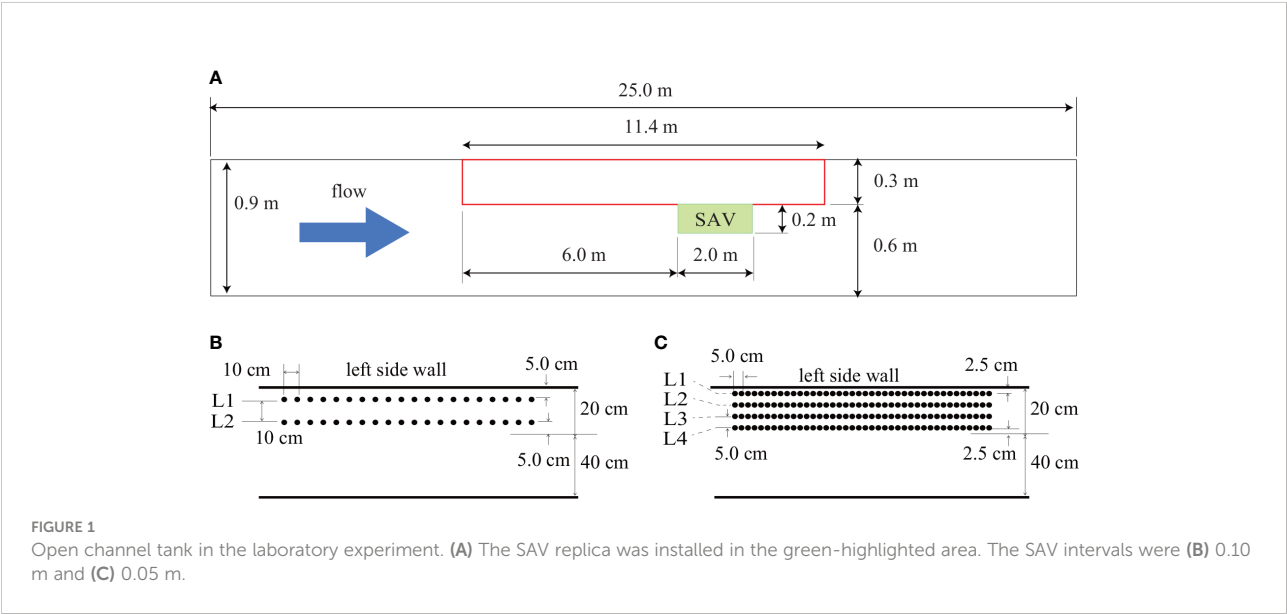 A
25.0 m
11.4 m
0.9 m
flow
0.3 m
SAV
0.2 m
0.6 m
6.0 m
2.0 m
B
10 cm
left side wall
5.0 cm
L1
L2
10 cm
20 cm
5.0 cm
40 cm
C
5.0 cm
left side wall
2.5 cm
L1
L2
L3
L4
20 cm
5.0 cm
2.5 cm
40 cm
FIGURE 1
Open channel tank in the laboratory experiment. (A) The SAV replica was installed in the green-highlighted area. The SAV intervals were (B) 0.10
m and (C) 0.05 m.